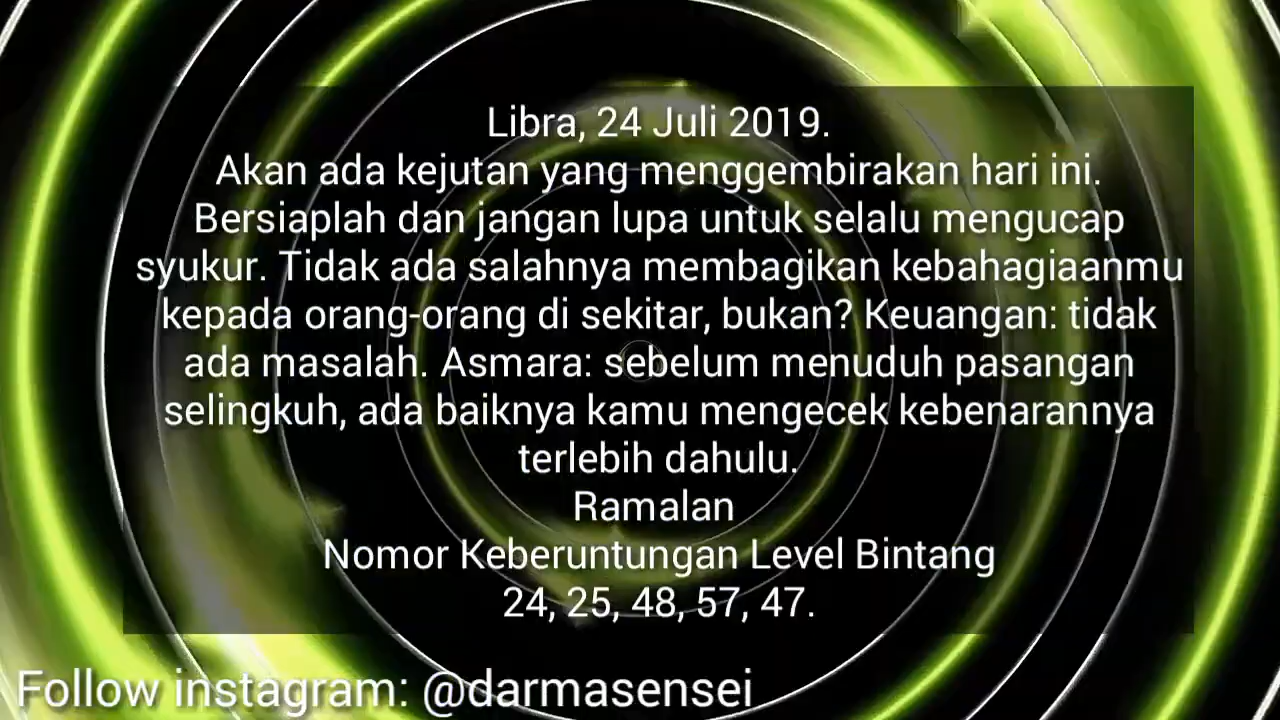 Libra, 24 Juli 2019.
Akan ada kejutan yang menggembirakan hari ini.
Bersiaplah dan jangan lupa untuk selalu mengucap
syukur. Tidak ada salahnya membagikan kebahagiaanmu
kepada orang-orang di sekitar, bukan? Keuangan: tidak
ada masalah. Asmara: sebelum menuduh pasangan
selingkuh, ada baiknya kamu mengecek kebenarannya
terlebih dahulu.
Ramalan
Nomor Keberuntungan Level Bintang
24, 25, 48, 57, 47.
Follow instagram: @darmasensei